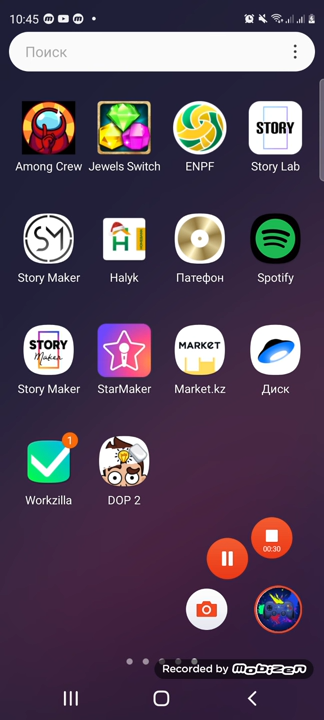 10:45
Поиск
Among Crew Jewels Switch ENPF Story Lab
STORY
SM
H
Story Maker Halyk Патефон Spotify
STORY
Maker
MARKET
Story Maker StarMaker Market.kz Диск
1
Workzilla DOP 2
00:30
Recorded by MOBIZEN